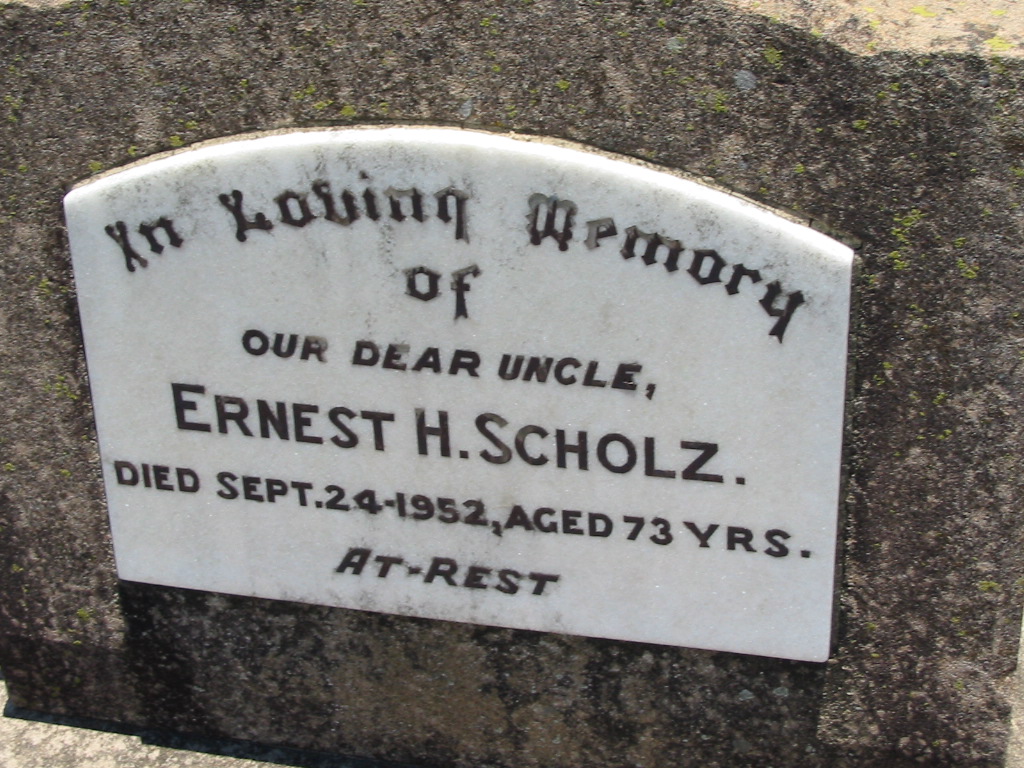 In Loving Memory
of
OUR DEAR UNCLE,
ERNEST H. SCHOLZ.
DIED SEPT. 24-1952, AGED 73 YRS.
AT-REST